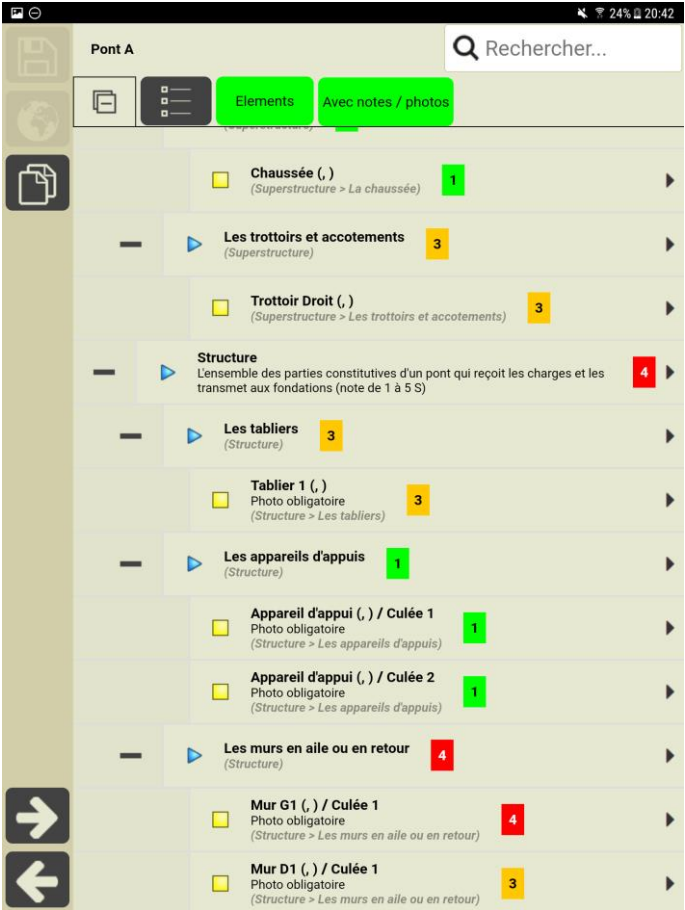 24% 20:42
Pont A
Rechercher...
Elements
Avec notes / photos
(Superstructure)
Chaussée (, )
1
(Superstructure > La chaussée)
Les trottoirs et accotements
3
(Superstructure)
Trottoir Droit (, )
3
(Superstructure > Les trottoirs et accotements)
Structure
L'ensemble des parties constitutives d'un pont qui reçoit les charges et les
transmet aux fondations (note de 1 à 5 S)
4
Les tabliers
3
(Structure)
Tablier 1 (, )
Photo obligatoire
3
(Structure > Les tabliers)
Les appareils d'appuis
1
(Structure)
Appareil d'appui (, ) / Culée 1
Photo obligatoire
1
(Structure > Les appareils d'appuis)
Appareil d'appui (, ) / Culée 2
Photo obligatoire
1
(Structure > Les appareils d'appuis)
Les murs en aile ou en retour
4
(Structure)
Mur G1 (, ) / Culée 1
Photo obligatoire
4
(Structure > Les murs en aile ou en retour)
Mur D1 (, ) / Culée 1
Photo obligatoire
3
(Structure > Les murs en aile ou en retour)